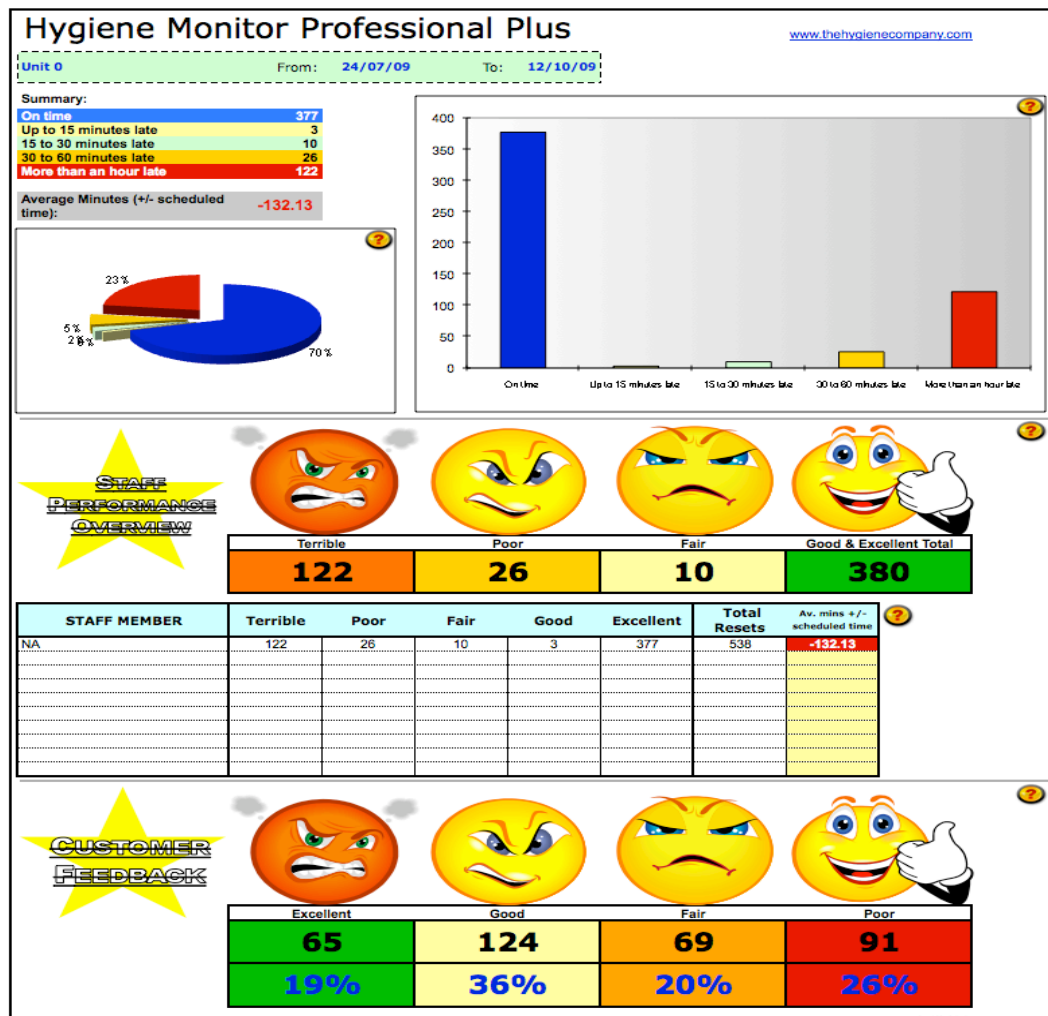 Hygiene Monitor Professional Plus
www.thehygienecompany.com
Unit 0 From: 24/07/09 To: 12/10/09
Summary:
On time 377
Up to 15 minutes late 3
15 to 30 minutes late 10
30 to 60 minutes late 26
More than an hour late 122
Average Minutes (+/- scheduled time): -132.13
?
23%
5%
2%
0%
70%
?
400
350
300
250
200
150
100
50
0
On time Up to 15 minutes late 15 to 30 minutes late 30 to 60 minutes late More than an hour late
?
STAFF
PERFORMANCE
OVERVIEW
Terrible Poor Fair Good & Excellent Total
122 26 10 380
STAFF MEMBER Terrible Poor Fair Good Excellent Total Resets Av. mins +/- scheduled time
?
NA 122 26 10 3 377 538 -132.13
?
CUSTOMER
FEEDBACK
Excellent Good Fair Poor
65 124 69 91
19% 36% 20% 26%